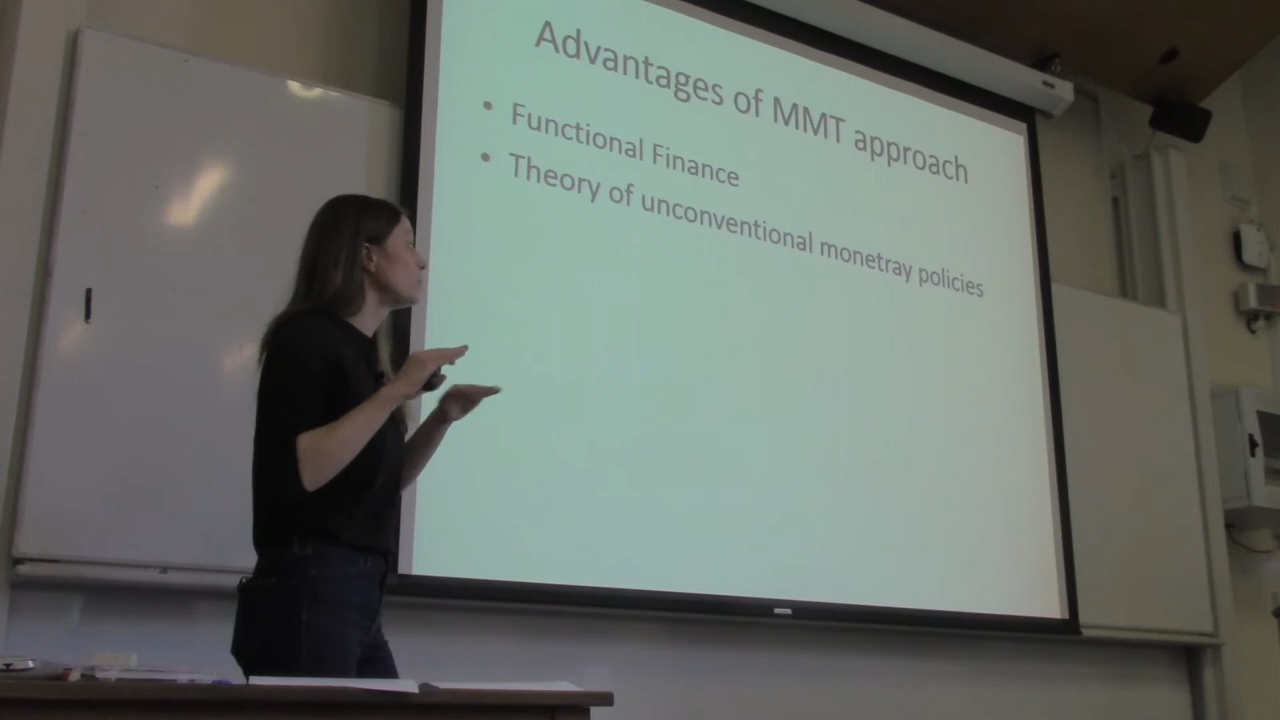 Advantages of MMT approach
• Functional Finance
• Theory of unconventional monetray policies